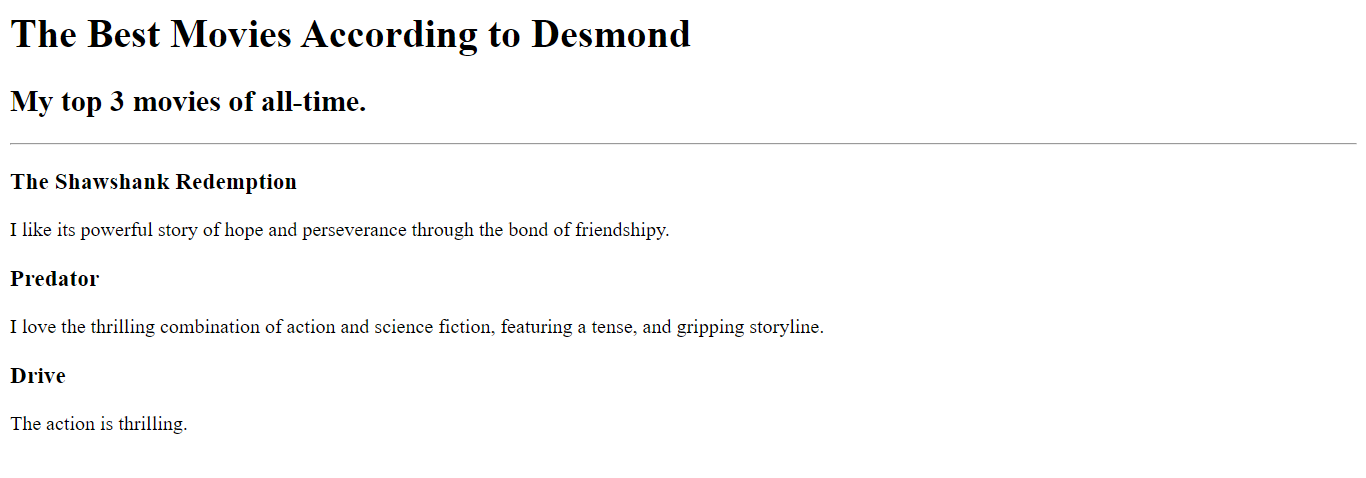 The Best Movies According to Desmond
My top 3 movies of all-time.
The Shawshank Redemption
I like its powerful story of hope and perseverance through the bond of friendshipy.
Predator
I love the thrilling combination of action and science fiction, featuring a tense, and gripping storyline.
Drive
The action is thrilling.